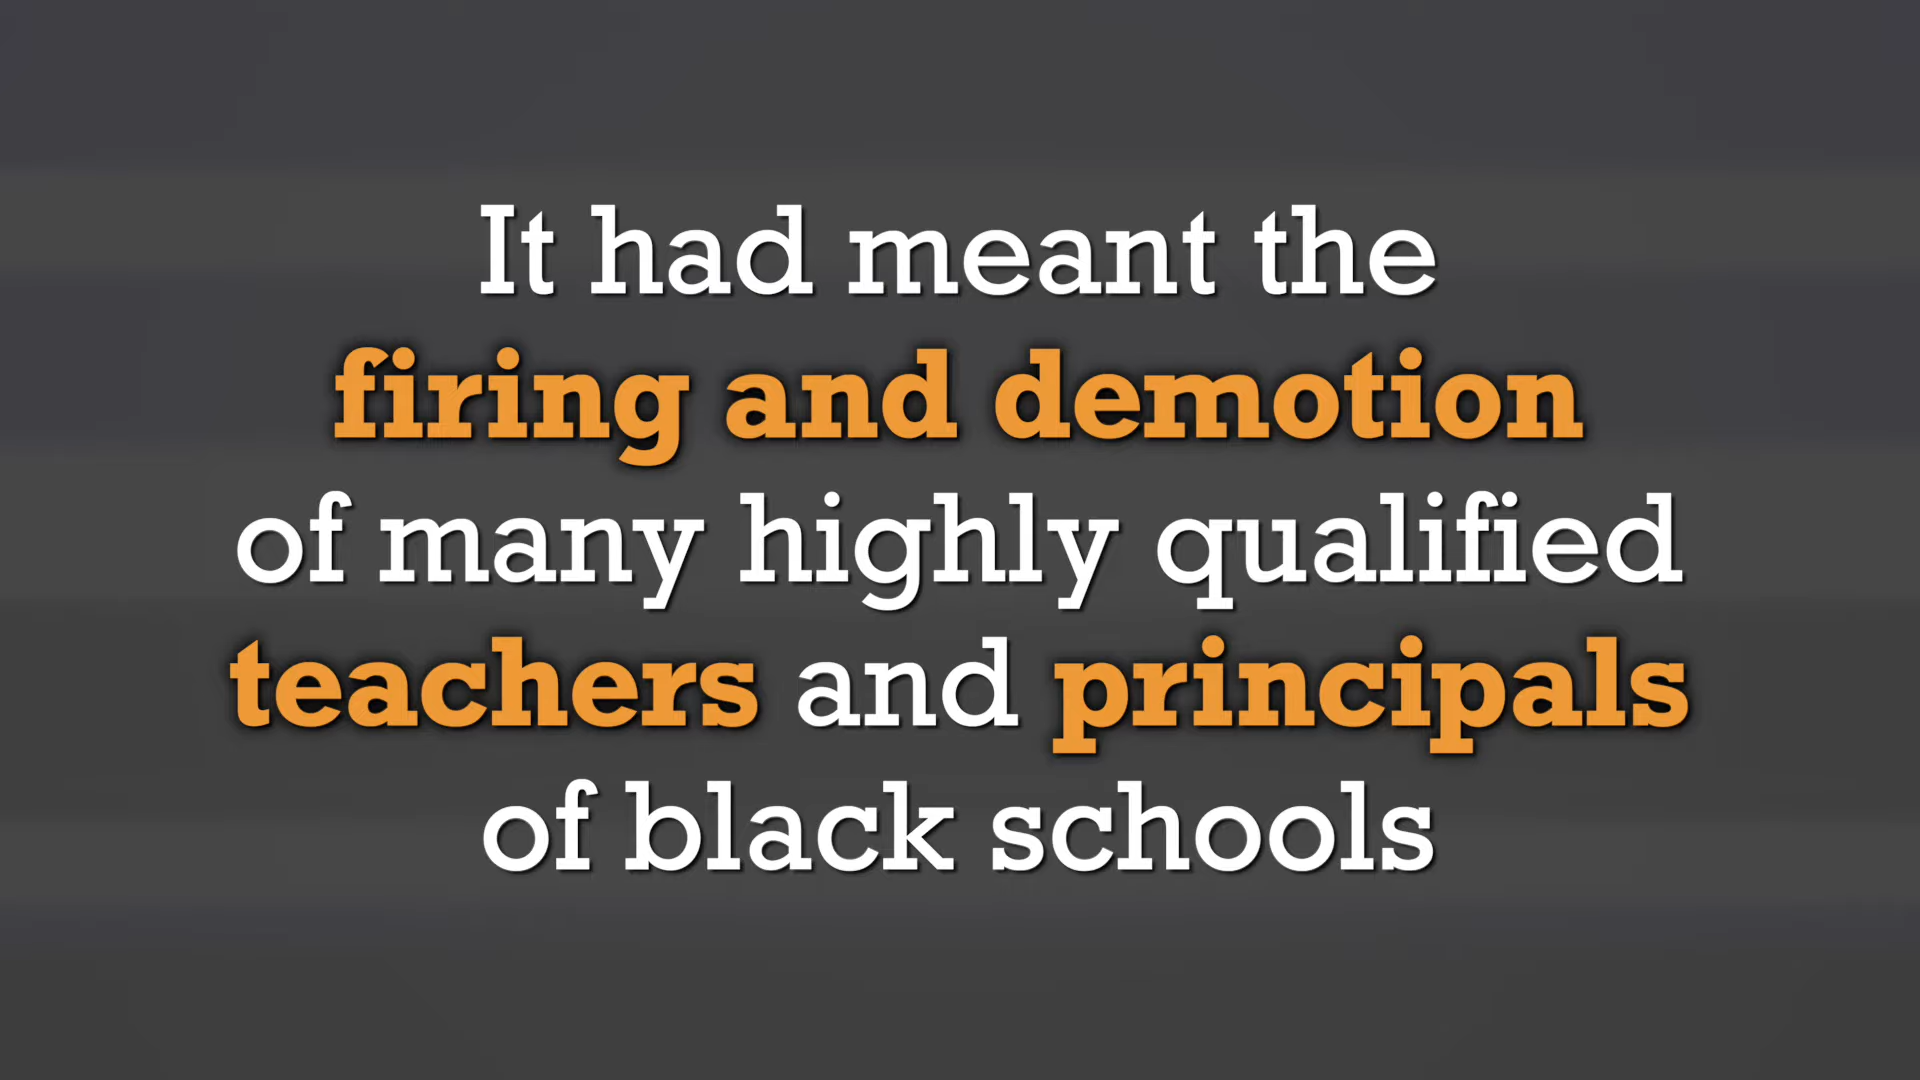 It had meant the
firing and demotion
of many highly qualified
teachers and principals
of black schools